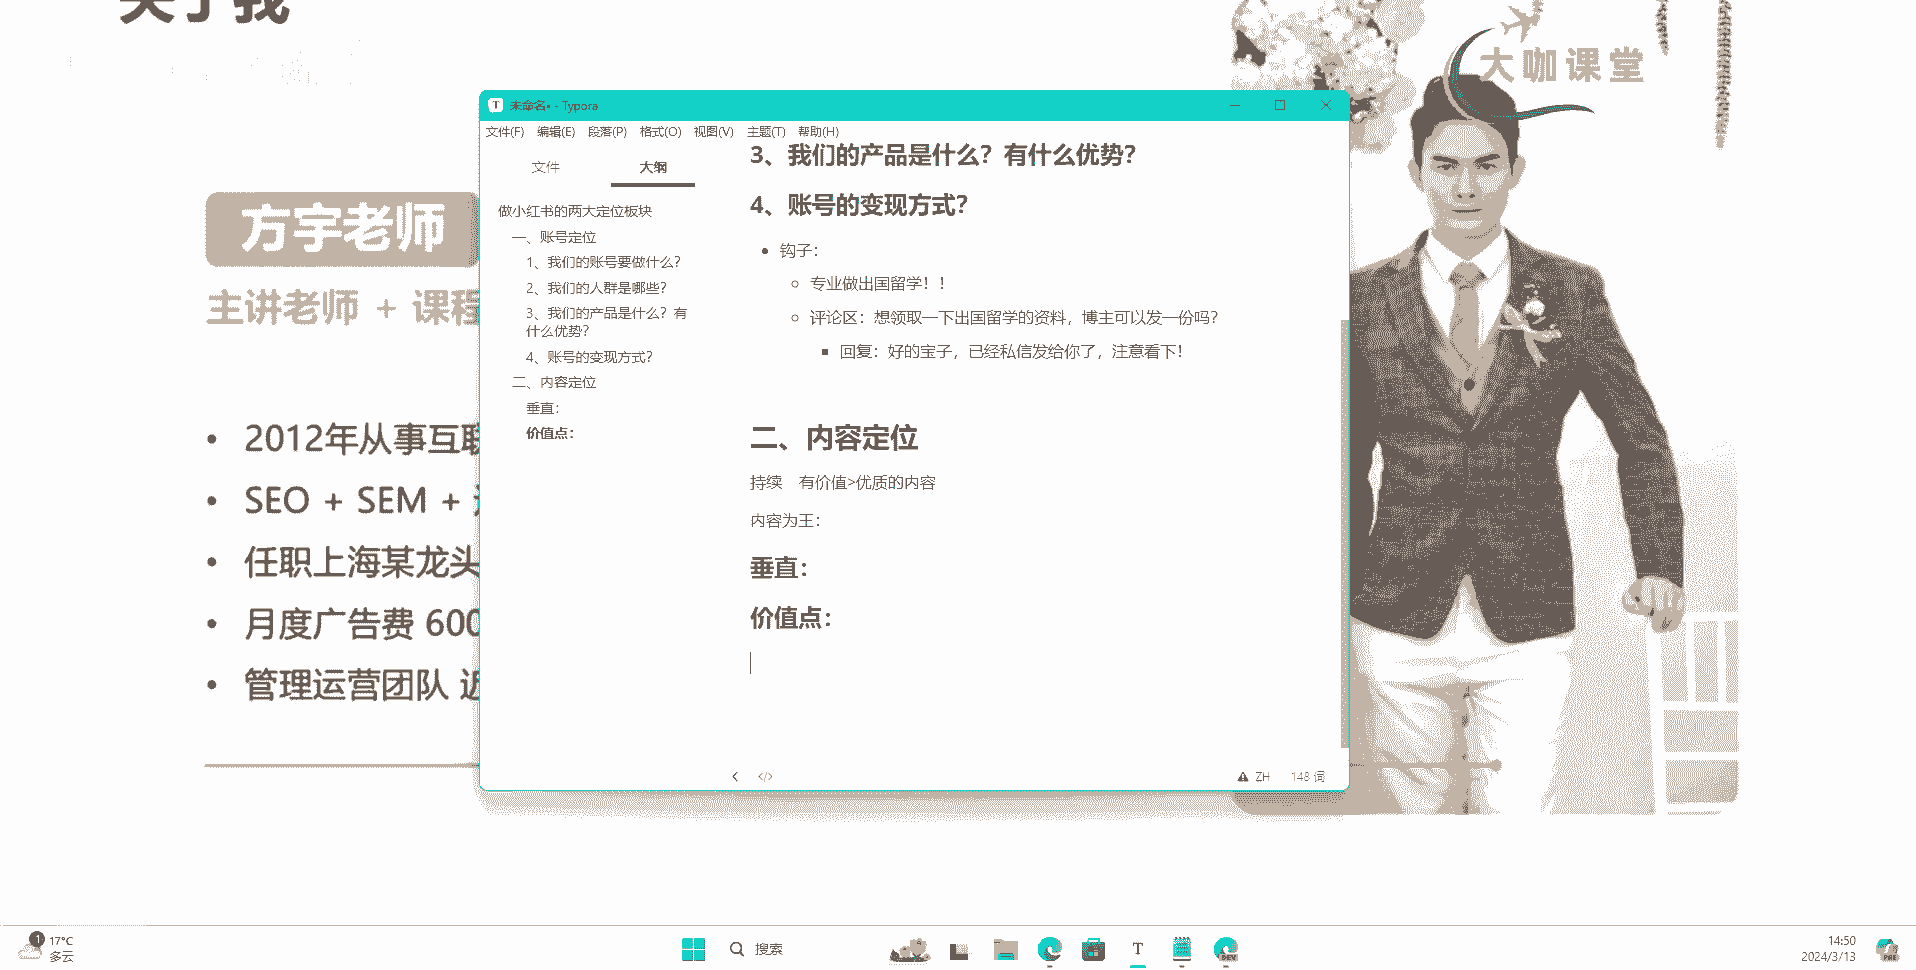 关于我
大咖课堂
方宇老师
主讲老师 + 课程
• 2012年从事互联
• SEO + SEM +
• 任职上海某龙头
• 月度广告费 600
• 管理运营团队 近
未命名• - Typora
文件(F) 编辑(E) 段落(P) 格式(O) 视图(V) 主题(T) 帮助(H)
文件 大纲
做小红书的两大定位板块
一、账号定位
1、我们的账号要做什么？
2、我们的人群是哪些？
3、我们的产品是什么？有
什么优势？
4、账号的变现方式？
二、内容定位
垂直：
价值点：
3、我们的产品是什么？有什么优势？
4、账号的变现方式？
• 钩子：
○ 专业做出国留学！！
○ 评论区：想领取一下出国留学的资料，博主可以发一份吗？
▪ 回复：好的宝子，已经私信发给你了，注意看下！
二、内容定位
持续 有价值>优质的内容
内容为王：
垂直：
价值点：
</> ZH 148 词
1 17°C
多云
搜索
T
DEV
14:50
2024/3/13
PRE